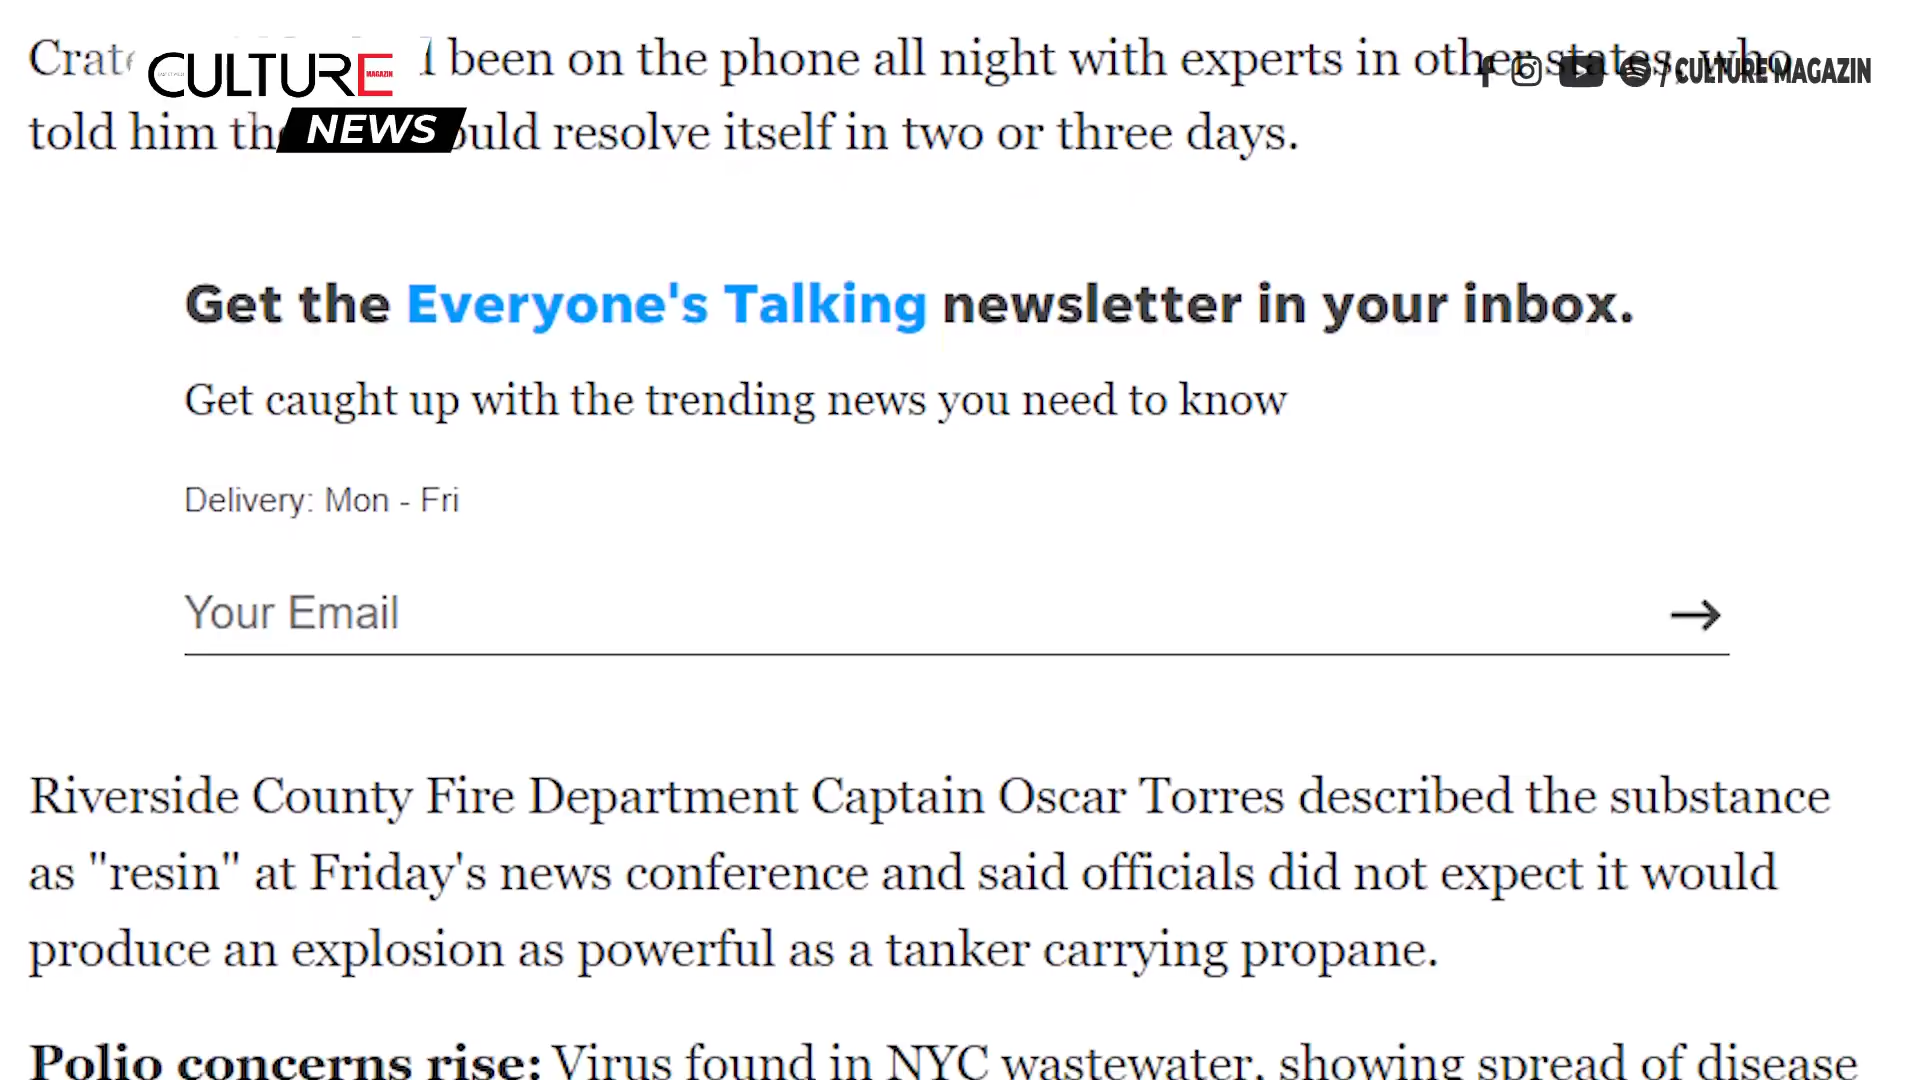 been on the phone all night with experts in other states, who
told him ould resolve itself in two or three days.
CULTURE
MAGAZIN
NEWS
/ CULTURE MAGAZIN
Get the Everyone's Talking newsletter in your inbox.
Get caught up with the trending news you need to know
Delivery: Mon - Fri
Your Email
Riverside County Fire Department Captain Oscar Torres described the substance
as "resin" at Friday's news conference and said officials did not expect it would
produce an explosion as powerful as a tanker carrying propane.
Polio concerns rise: Virus found in NYC wastewater, showing spread of disease